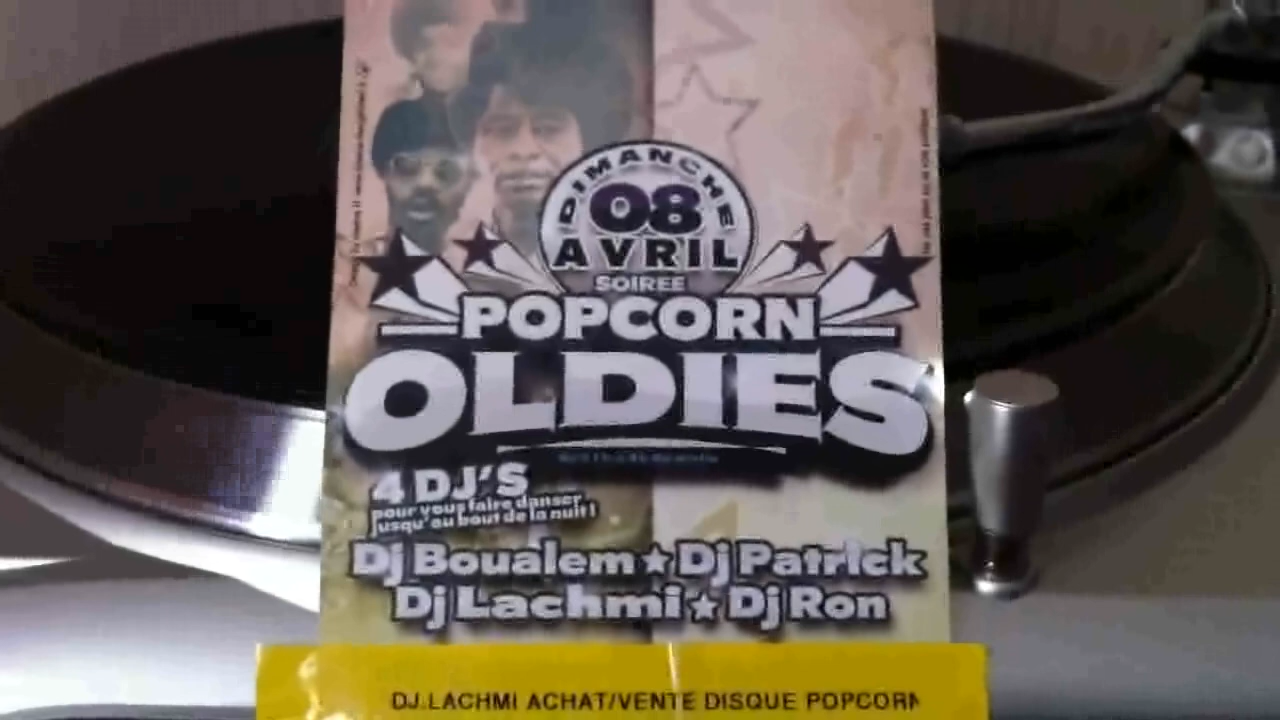 DIMANCHE
08
AVRIL
SOIREE
POPCORN
OLDIES
4 DJ'S
pour vous faire danser
jusqu'au bout de la nuit !
Dj Boualem ★ Dj Patrick
Dj Lachmi ★ Dj Ron
DJ LACHMI ACHAT/VENTE DISQUE POPCORN